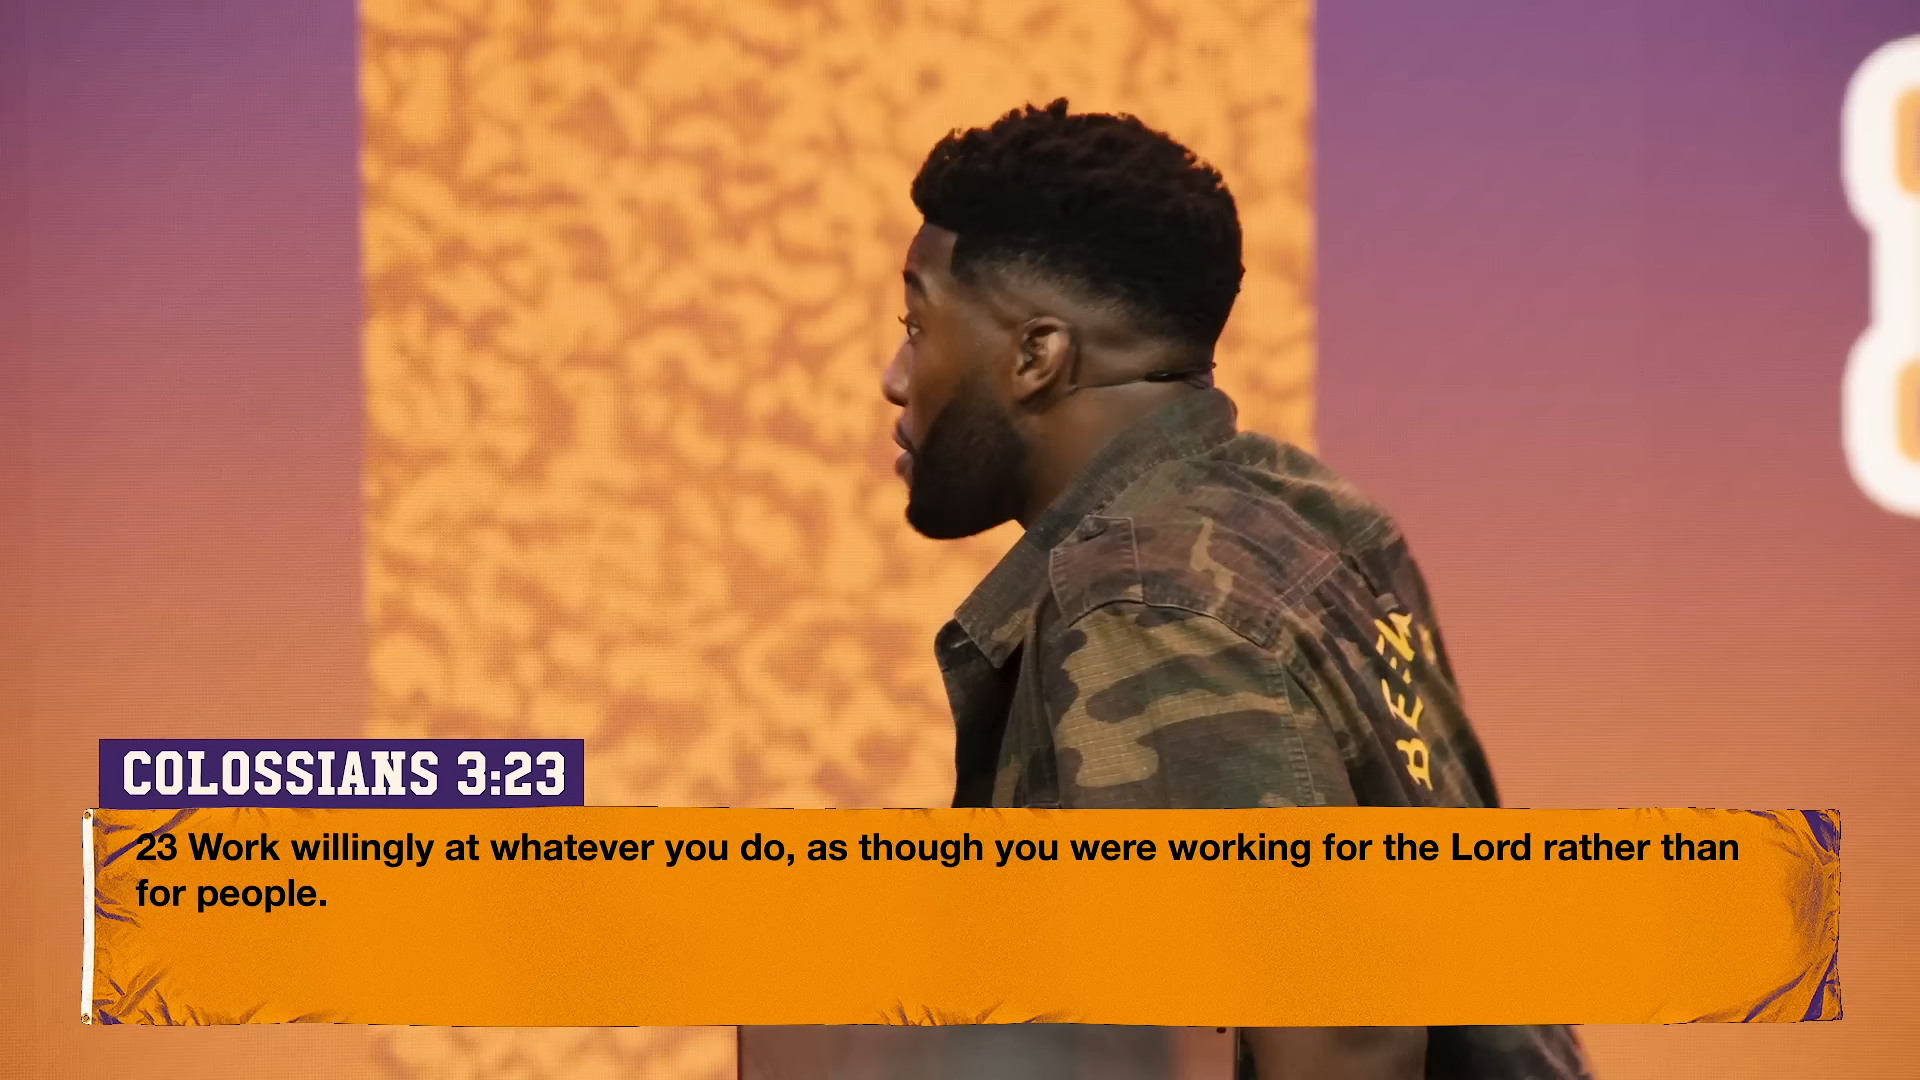 COLOSSIANS 3:23
23 Work willingly at whatever you do, as though you were working for the Lord rather than
for people.